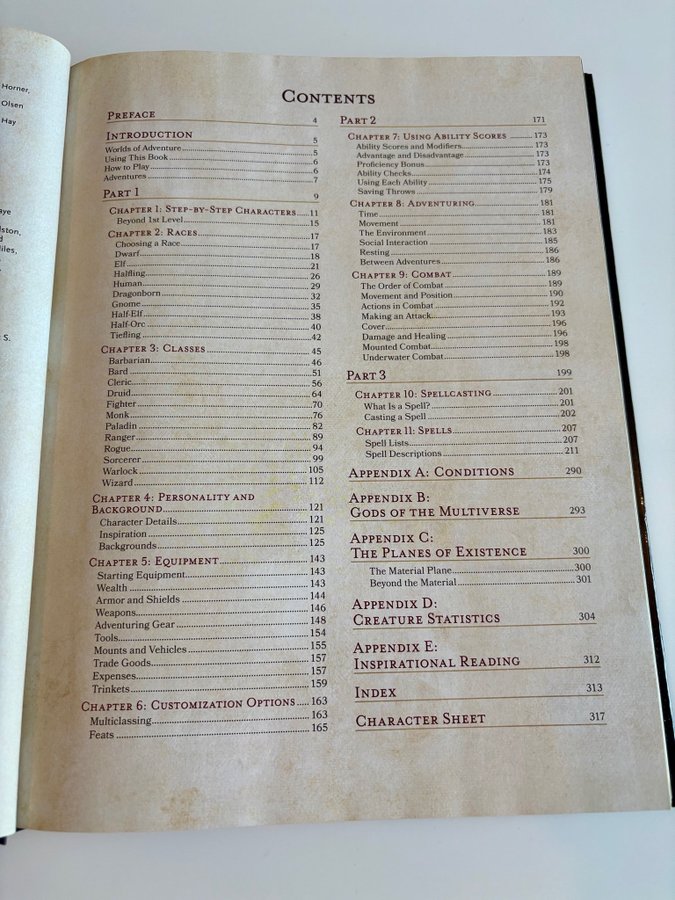 Horner,
Olsen
Hay
S.
CONTENTS
PREFACE 4
INTRODUCTION 5
Worlds of Adventure 5
Using This Book 6
How to Play 6
Adventures 7
PART 1 9
CHAPTER 1: STEP-BY-STEP CHARACTERS 11
Beyond 1st Level 15
CHAPTER 2: RACES 17
Choosing a Race 17
Dwarf 18
Elf 21
Halfling 26
Human 29
Dragonborn 32
Gnome 35
Half-Elf 38
Half-Orc 40
Tiefling 42
CHAPTER 3: CLASSES 45
Barbarian 46
Bard 51
Cleric 56
Druid 64
Fighter 70
Monk 76
Paladin 82
Ranger 89
Rogue 94
Sorcerer 99
Warlock 105
Wizard 112
CHAPTER 4: PERSONALITY AND
BACKGROUND 121
Character Details 121
Inspiration 125
Backgrounds 125
CHAPTER 5: EQUIPMENT 143
Starting Equipment 143
Wealth 143
Armor and Shields 144
Weapons 146
Adventuring Gear 148
Tools 154
Mounts and Vehicles 155
Trade Goods 157
Expenses 157
Trinkets 159
CHAPTER 6: CUSTOMIZATION OPTIONS 163
Multiclassing 163
Feats 165
PART 2 171
CHAPTER 7: USING ABILITY SCORES 173
Ability Scores and Modifiers 173
Advantage and Disadvantage 173
Proficiency Bonus 173
Ability Checks 174
Using Each Ability 175
Saving Throws 179
CHAPTER 8: ADVENTURING 181
Time 181
Movement 181
The Environment 183
Social Interaction 185
Resting 186
Between Adventures 186
CHAPTER 9: COMBAT 189
The Order of Combat 189
Movement and Position 190
Actions in Combat 192
Making an Attack 193
Cover 196
Damage and Healing 196
Mounted Combat 198
Underwater Combat 198
PART 3 199
CHAPTER 10: SPELLCASTING 201
What Is a Spell? 201
Casting a Spell 202
CHAPTER 11: SPELLS 207
Spell Lists 207
Spell Descriptions 211
APPENDIX A: CONDITIONS 290
APPENDIX B:
GODS OF THE MULTIVERSE 293
APPENDIX C:
THE PLANES OF EXISTENCE 300
The Material Plane 300
Beyond the Material 301
APPENDIX D:
CREATURE STATISTICS 304
APPENDIX E:
INSPIRATIONAL READING 312
INDEX 313
CHARACTER SHEET 317